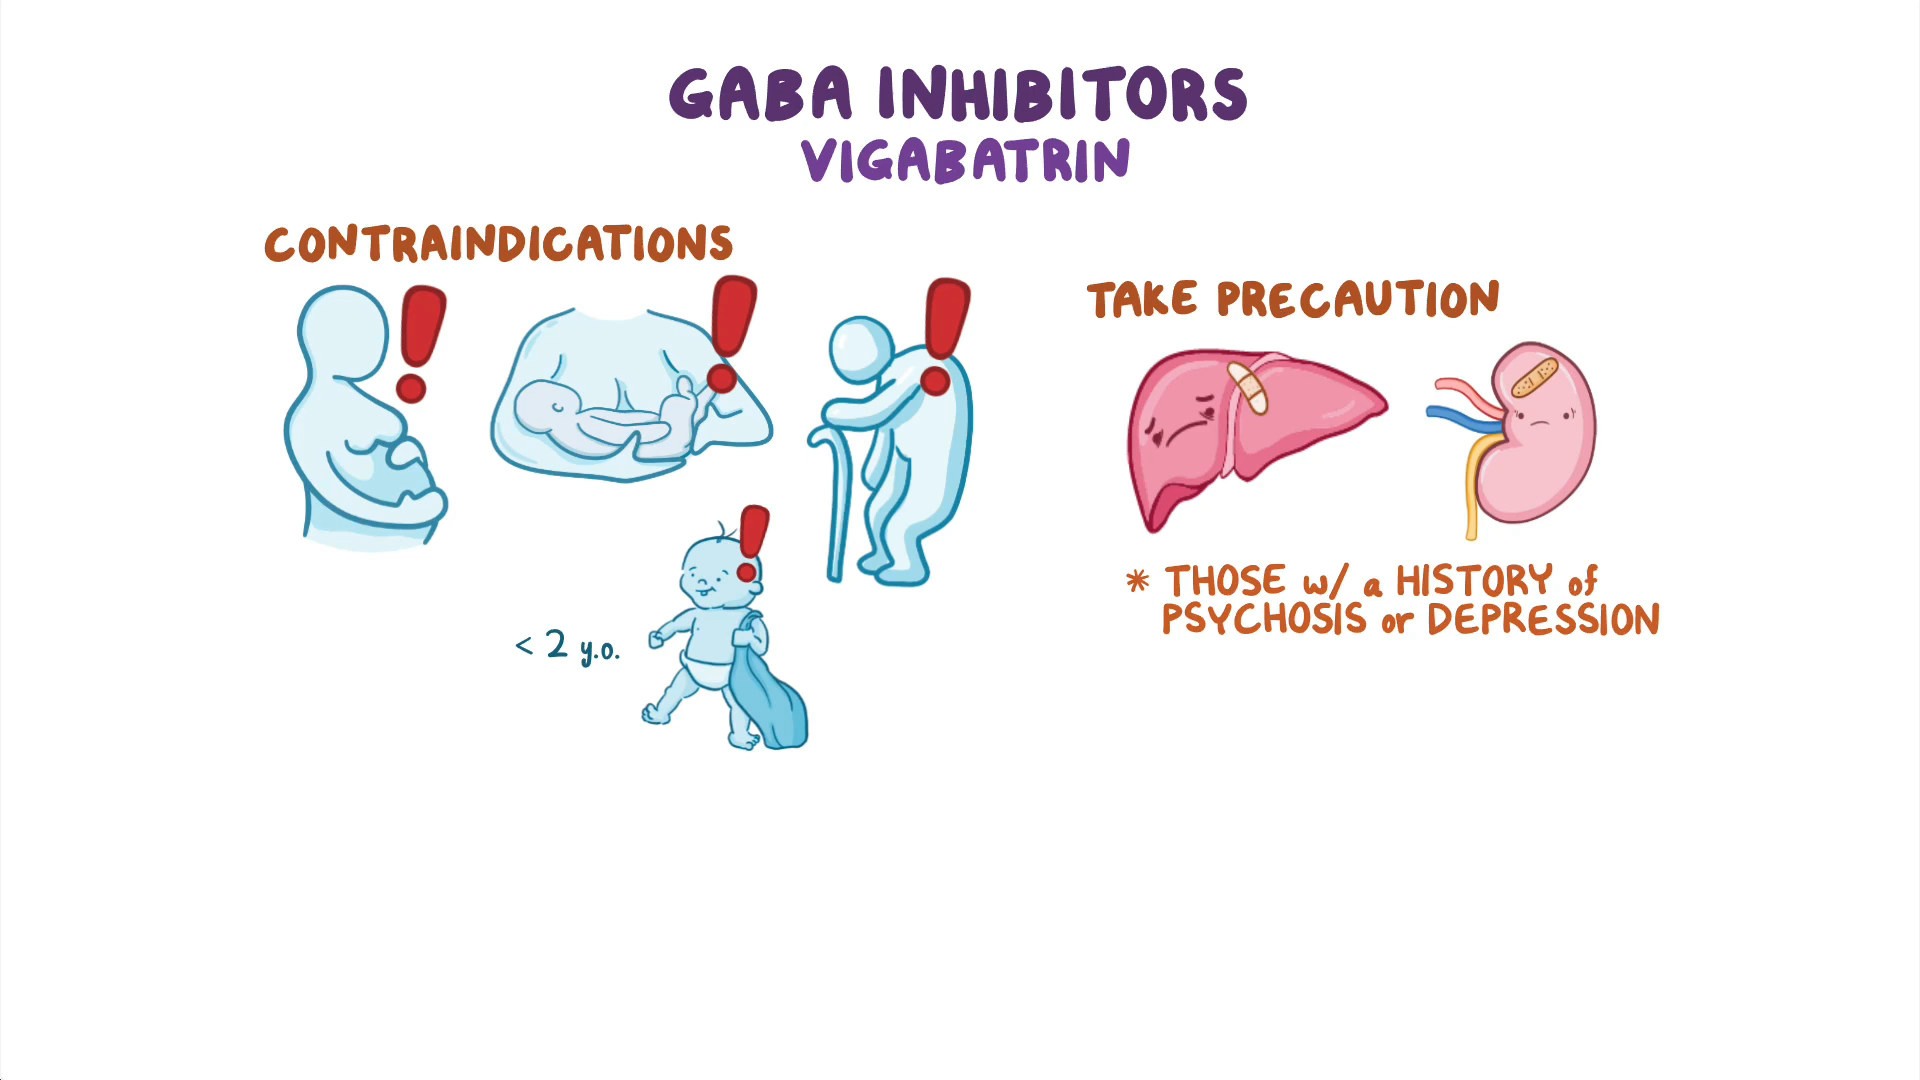 GABA INHIBITORS
VIGABATRIN
CONTRAINDICATIONS
< 2 y.o.
TAKE PRECAUTION
* THOSE w/ a HISTORY of
PSYCHOSIS or DEPRESSION